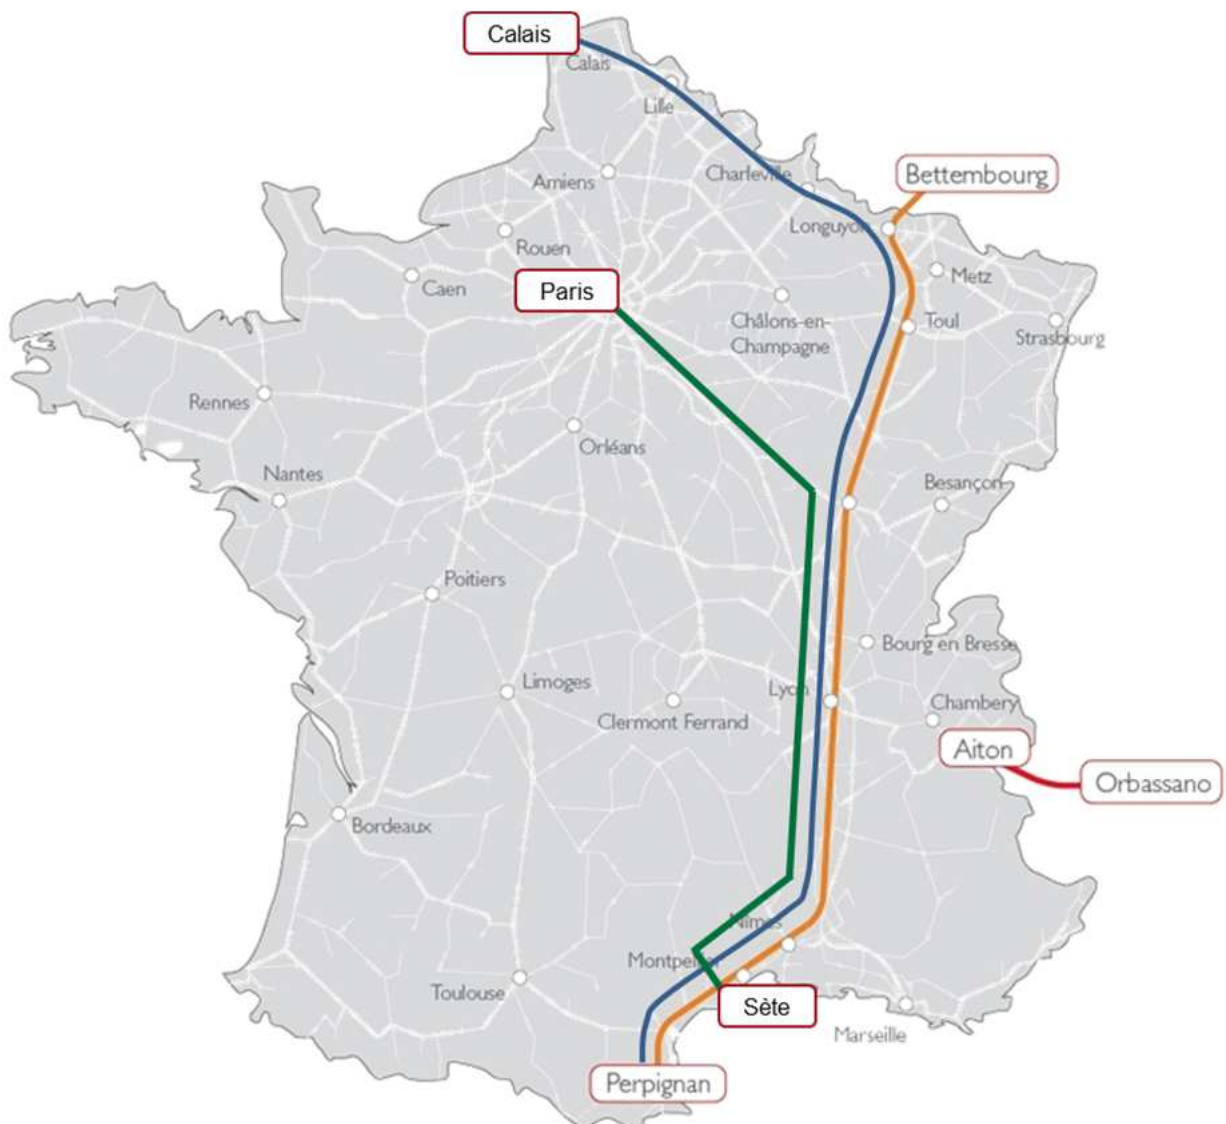 Calais
Calais
Lille
Charleville
Bettembourg
Amiens
Longuyon
Rouen
Metz
Paris
Caen
Châlons-en-
Champagne
Toul
Strasbourg
Rennes
Orléans
Nantes
Besançon
Poitiers
Bourg en Bresse
Limoges
Lyon
Chambery
Clermont Ferrand
Aiton
Orbassano
Bordeaux
Nîmes
Montpellier
Toulouse
Sète
Marseille
Perpignan